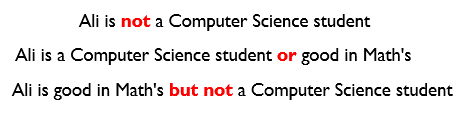 Ali is not a Computer Science student
Ali is a Computer Science student or good in Math's
Ali is good in Math's but not a Computer Science student